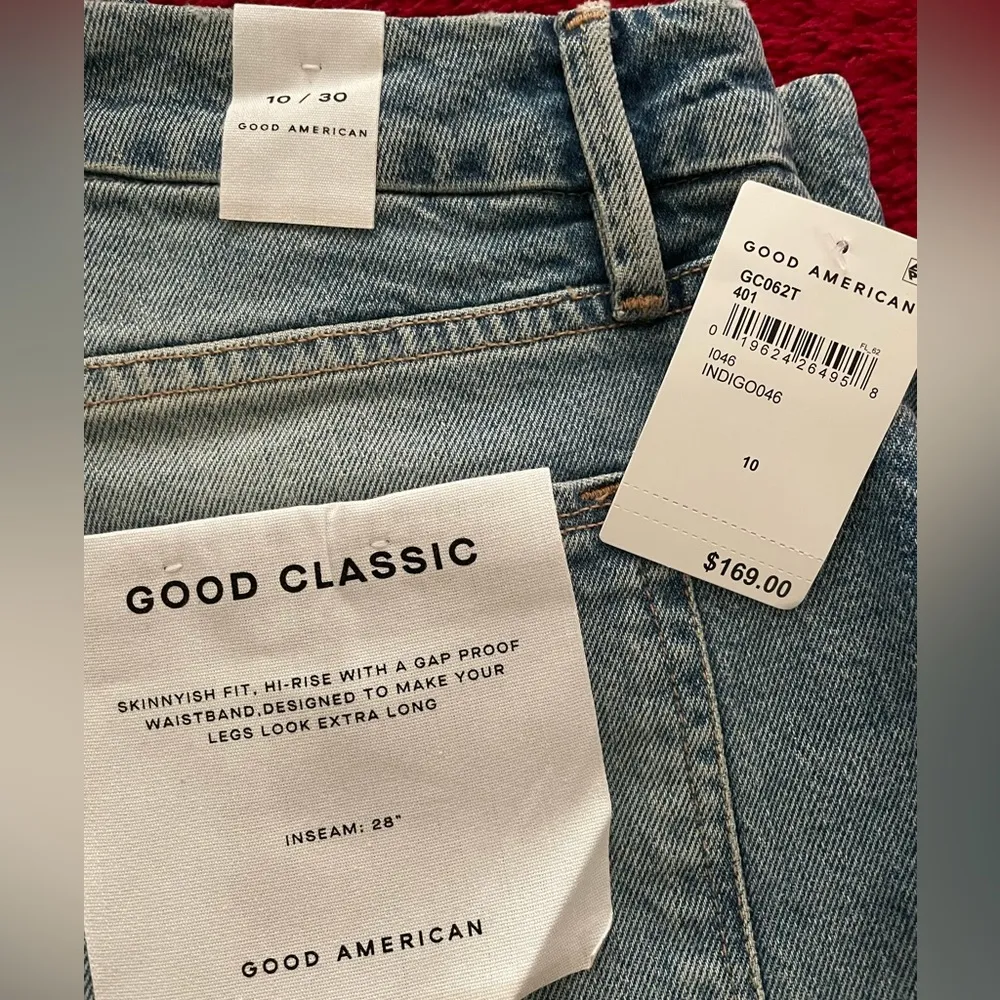 10 / 30
GOOD AMERICAN
GOOD AMERICAN
GC062T
401
FL_62
0 19624 26495 8
I046
INDIGO046
10
$169.00
GOOD CLASSIC
SKINNYISH FIT, HI-RISE WITH A GAP PROOF
WAISTBAND,DESIGNED TO MAKE YOUR
LEGS LOOK EXTRA LONG
INSEAM: 28"
GOOD AMERICAN